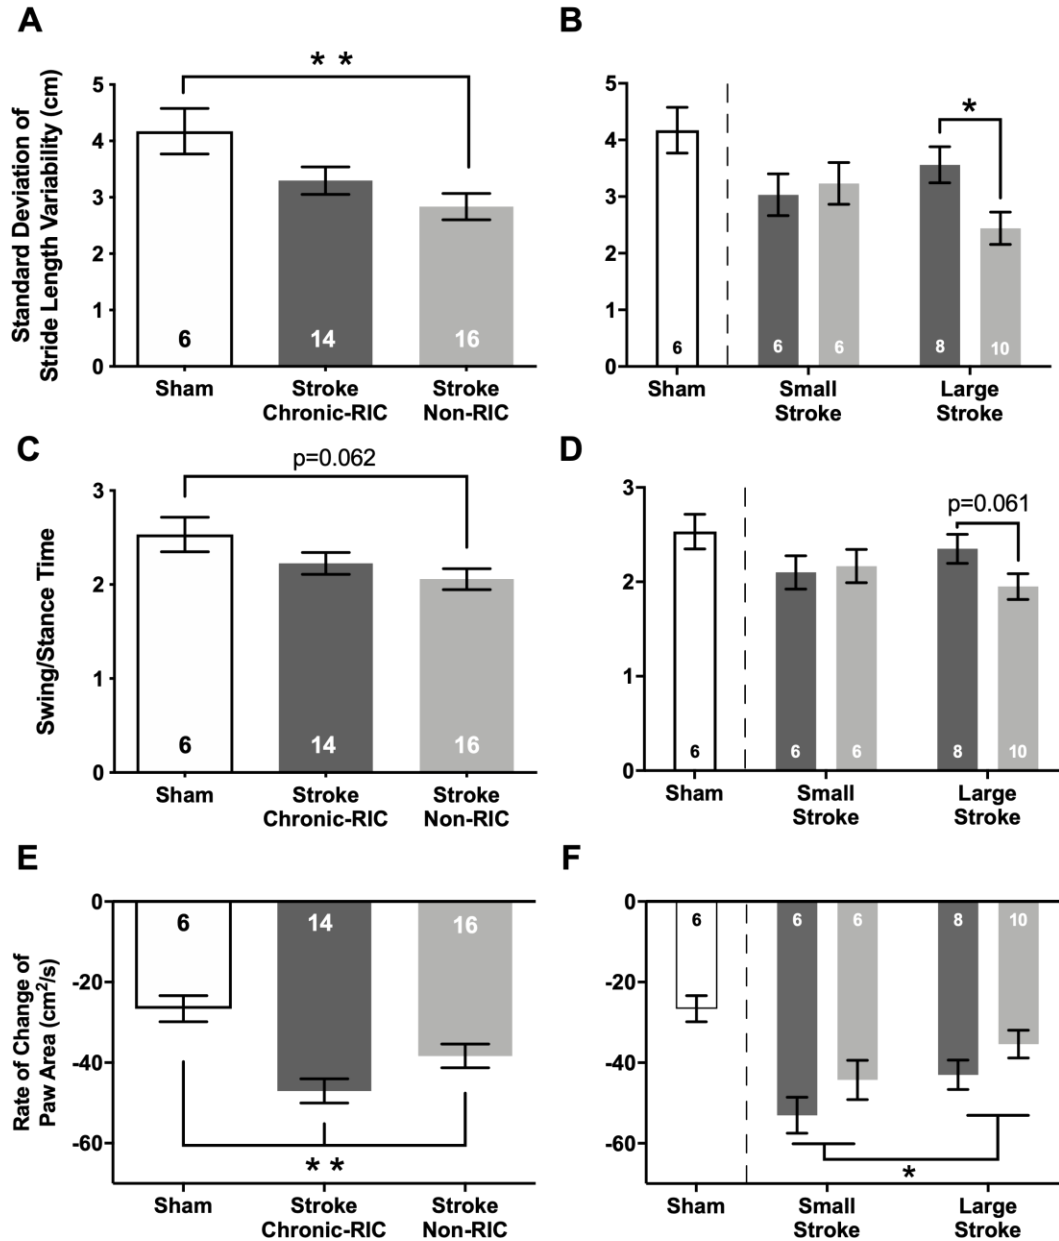 A
B
* *
Standard Deviation of
Stride Length Variability (cm)
5
4
3
2
1
0
6
14
16
Sham
Stroke
Chronic-RIC
Stroke
Non-RIC
5
4
3
2
1
0
*
6
6
6
8
10
Sham
Small
Stroke
Large
Stroke
C
D
p=0.062
Swing/Stance Time
3
2
1
0
6
14
16
Sham
Stroke
Chronic-RIC
Stroke
Non-RIC
p=0.061
3
2
1
0
6
6
6
8
10
Sham
Small
Stroke
Large
Stroke
E
F
Rate of Change of
Paw Area (cm²/s)
0
-20
-40
-60
6
14
16
* *
Sham
Stroke
Chronic-RIC
Stroke
Non-RIC
0
-20
-40
-60
6
6
6
8
10
*
Sham
Small
Stroke
Large
Stroke